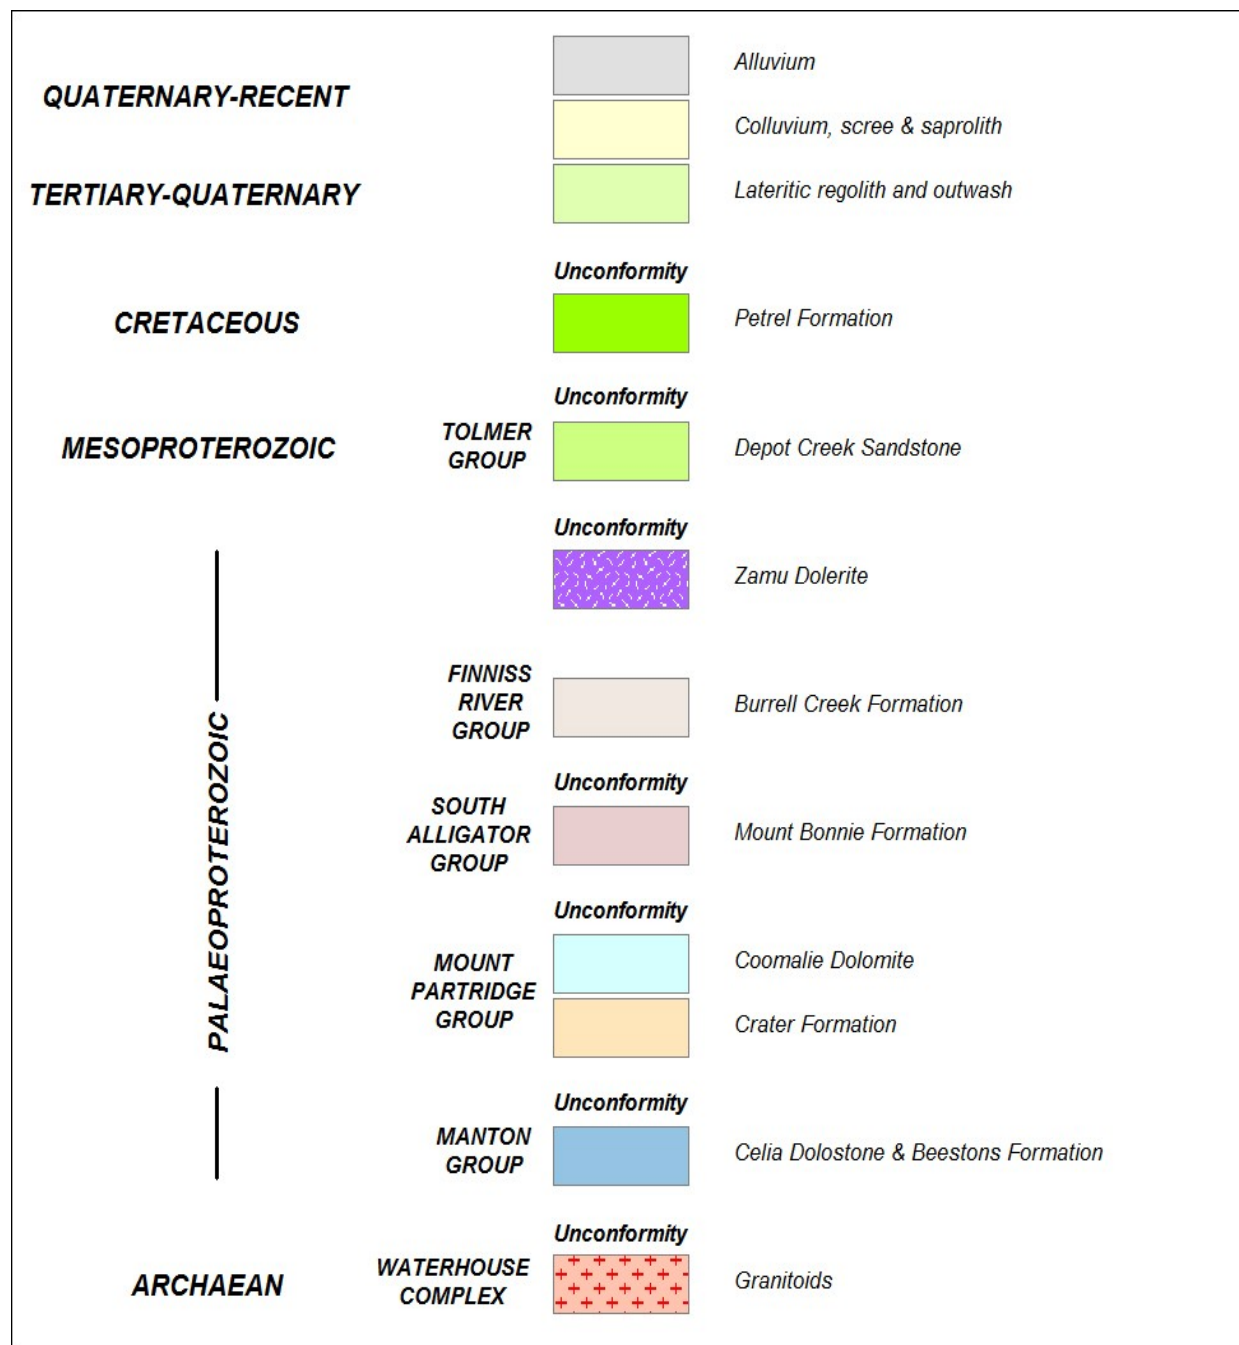 QUATERNARY-RECENT
Alluvium
Colluvium, scree & saprolith
TERTIARY-QUATERNARY
Lateritic regolith and outwash
Unconformity
CRETACEOUS
Petrel Formation
Unconformity
MESOPROTEROZOIC
TOLMER
GROUP
Depot Creek Sandstone
Unconformity
Zamu Dolerite
PALAEOPROTEROZOIC
FINNISS
RIVER
GROUP
Burrell Creek Formation
Unconformity
SOUTH
ALLIGATOR
GROUP
Mount Bonnie Formation
Unconformity
MOUNT
PARTRIDGE
GROUP
Coomalie Dolomite
Crater Formation
Unconformity
MANTON
GROUP
Celia Dolostone & Beestons Formation
Unconformity
ARCHAEAN
WATERHOUSE
COMPLEX
Granitoids